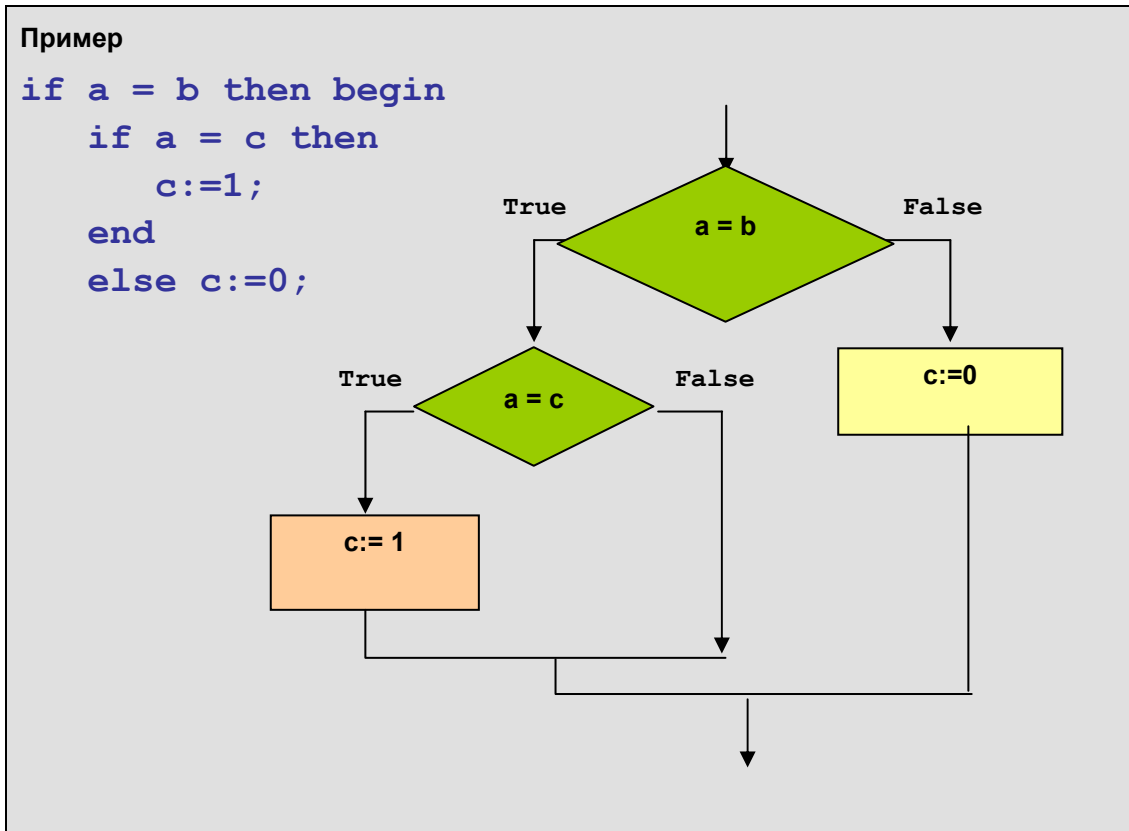 Пример
if a = b then begin
if a = c then
c:=1;
end
else c:=0;
True
a = b
False
True
a = c
False
c:=0
c:= 1